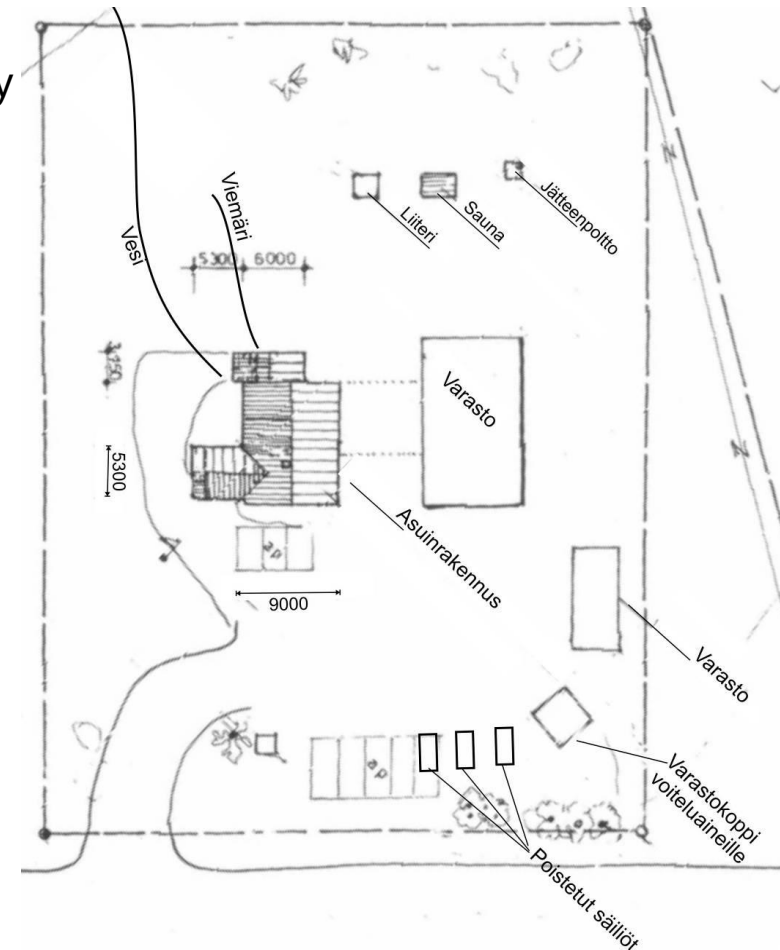 y
Viemäri
Vesi
Liiteri
Sauna
Jätteenpoltto
5300
6000
Varasto
5300
Asuinrakennus
9000
Varasto
Varastokoppi
voiteluaineille
Poistetut säiliöt